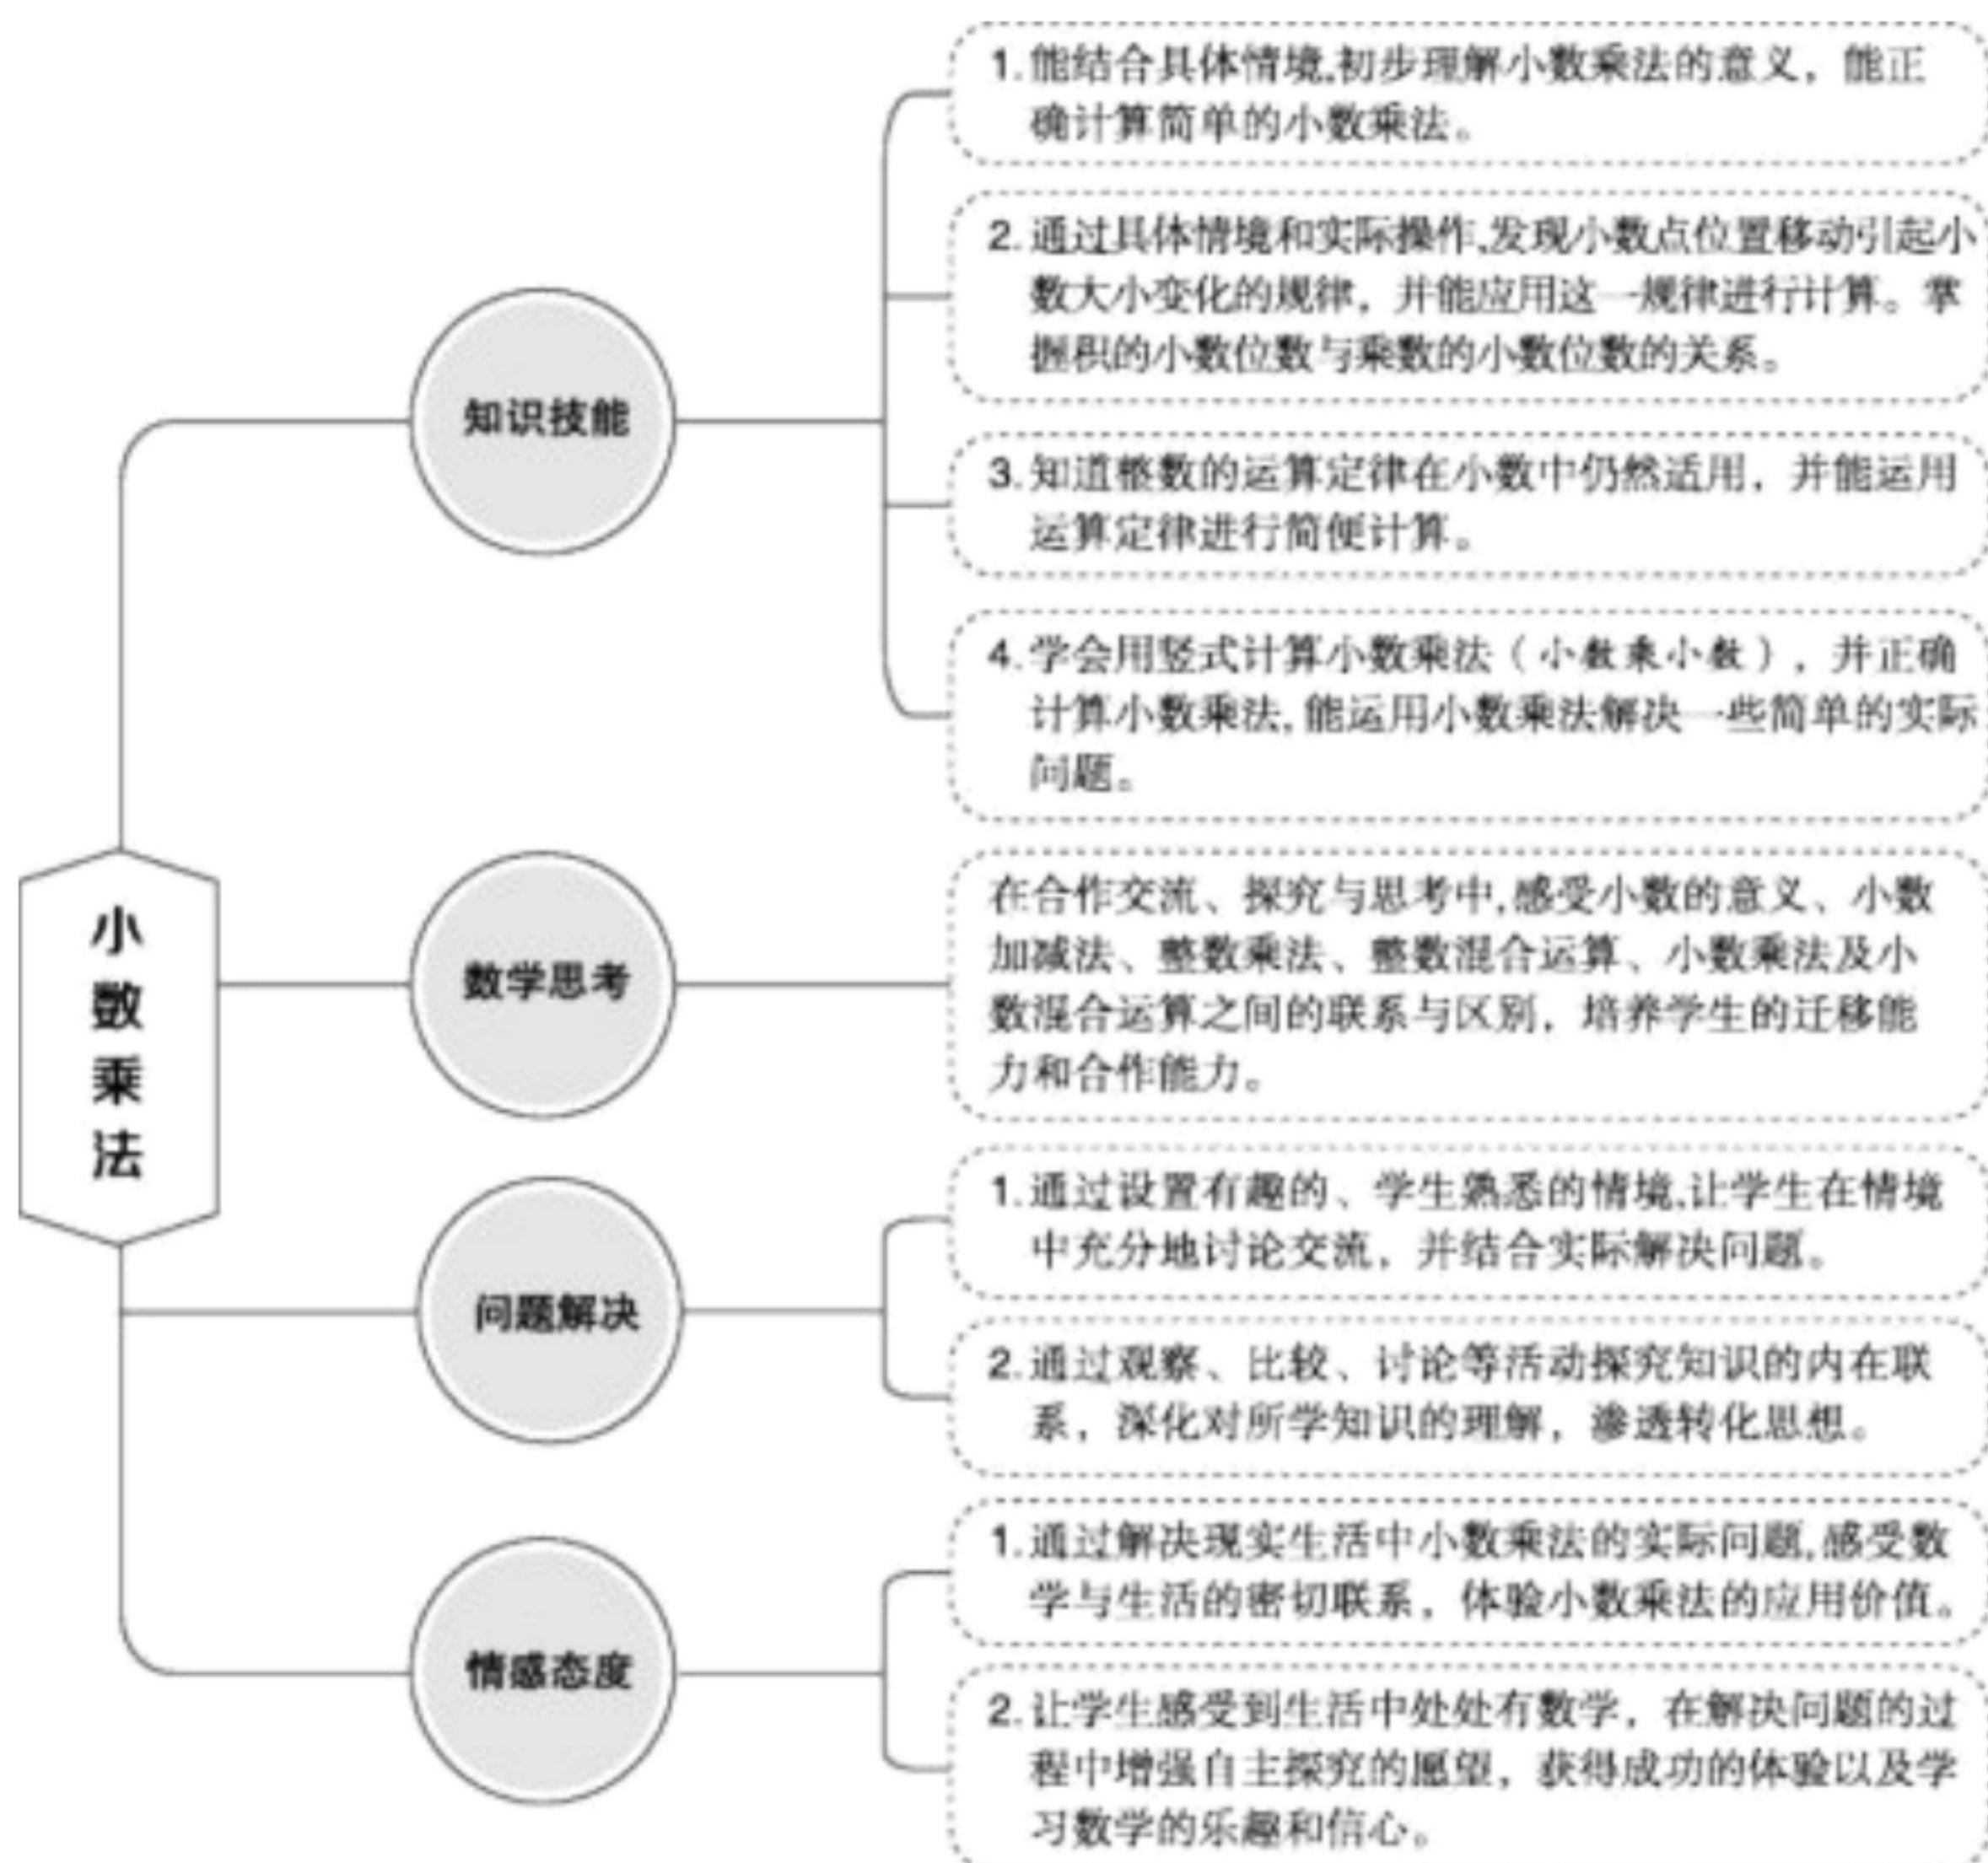 小数乘法
知识技能
1.能结合具体情境,初步理解小数乘法的意义，能正
确计算简单的小数乘法。
2.通过具体情境和实际操作,发现小数点位置移动引起小
数大小变化的规律，并能应用这一规律进行计算。掌
握积的小数位数与乘数的小数位数的关系。
3.知道整数的运算定律在小数中仍然适用，并能运用
运算定律进行简便计算。
4.学会用竖式计算小数乘法（小数乘小数），并正确
计算小数乘法,能运用小数乘法解决一些简单的实际
问题。
数学思考
在合作交流、探究与思考中,感受小数的意义、小数
加减法、整数乘法、整数混合运算、小数乘法及小
数混合运算之间的联系与区别，培养学生的迁移能
力和合作能力。
问题解决
1.通过设置有趣的、学生熟悉的情境,让学生在情境
中充分地讨论交流，并结合实际解决问题。
2.通过观察、比较、讨论等活动探究知识的内在联
系，深化对所学知识的理解，渗透转化思想。
情感态度
1.通过解决现实生活中小数乘法的实际问题,感受数
学与生活的密切联系，体验小数乘法的应用价值。
2.让学生感受到生活中处处有数学，在解决问题的过
程中增强自主探究的愿望，获得成功的体验以及学
习数学的乐趣和信心。